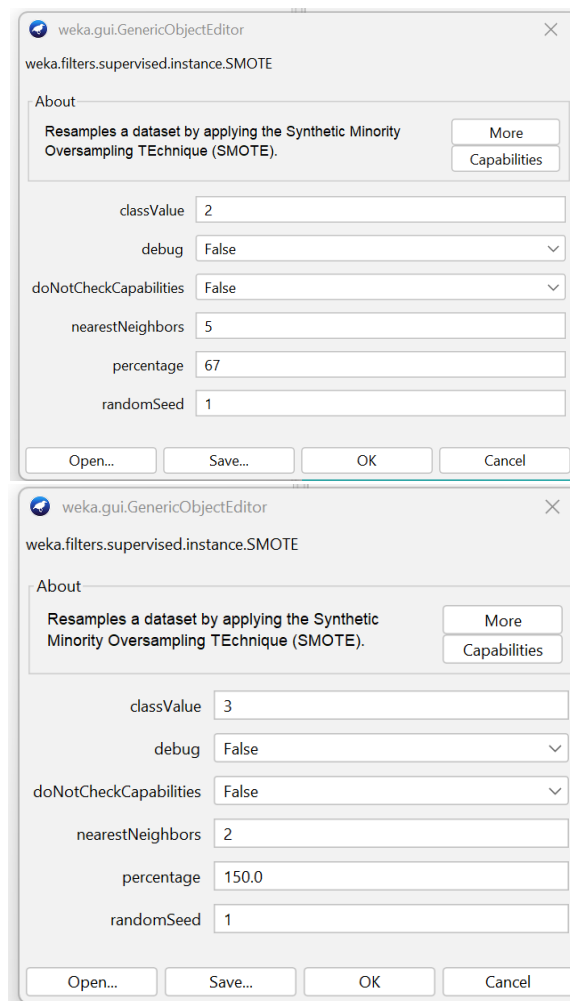 weka.gui.GenericObjectEditor
weka.filters.supervised.instance.SMOTE
About
Resamples a dataset by applying the Synthetic Minority
Oversampling TEchnique (SMOTE).
More
Capabilities
classValue 2
debug False
doNotCheckCapabilities False
nearestNeighbors 5
percentage 67
randomSeed 1
Open... Save... OK Cancel
weka.gui.GenericObjectEditor
weka.filters.supervised.instance.SMOTE
About
Resamples a dataset by applying the Synthetic
Minority Oversampling TEchnique (SMOTE).
More
Capabilities
classValue 3
debug False
doNotCheckCapabilities False
nearestNeighbors 2
percentage 150.0
randomSeed 1
Open... Save... OK Cancel